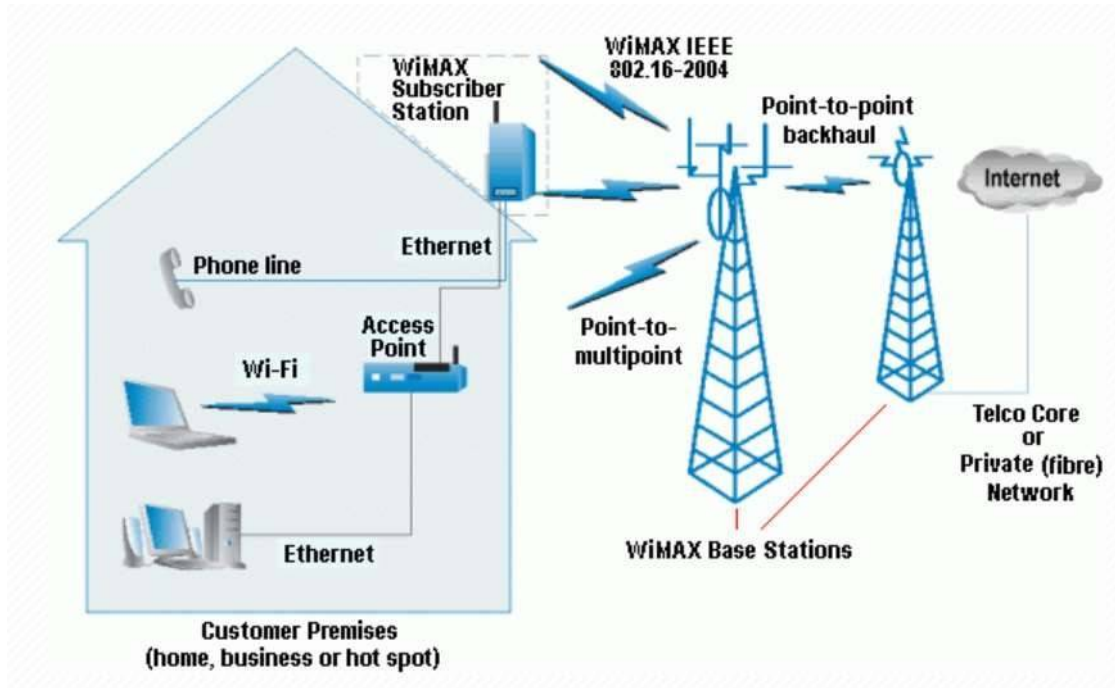 WiMAX IEEE
802.16-2004
WiMAX
Subscriber
Station
Point-to-point
backhaul
Internet
Ethernet
Phone line
Access
Point
Point-to-
multipoint
Wi-Fi
Telco Core
or
Private (fibre)
Network
Ethernet
WiMAX Base Stations
Customer Premises
(home, business or hot spot)